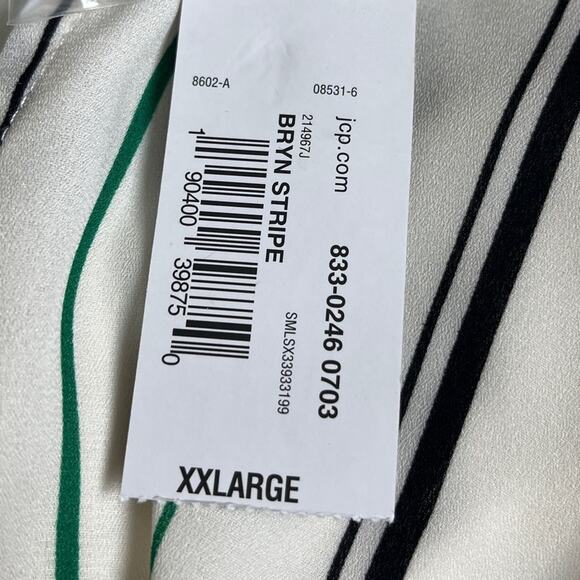 8602-A
08531-6
jcp.com
833-0246 0703
214967J
SMLSX33933199
BRYN STRIPE
1 90400 39875 0
XXLARGE